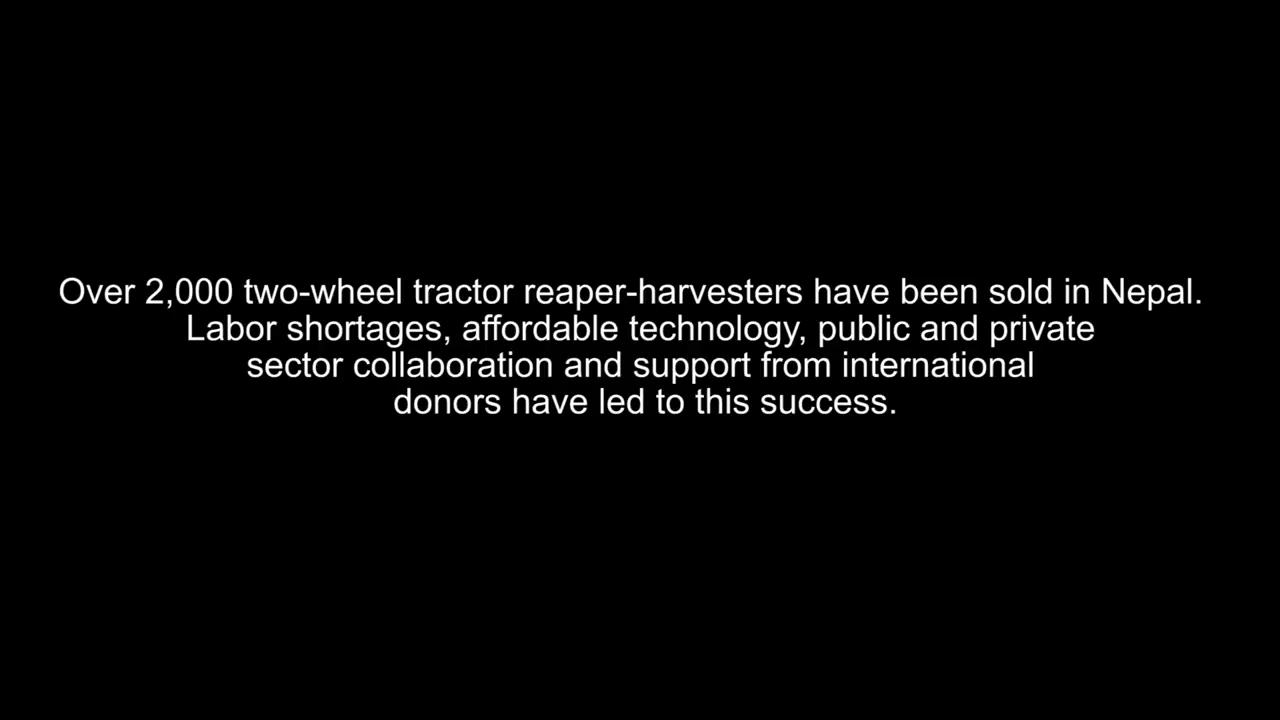 Over 2,000 two-wheel tractor reaper-harvesters have been sold in Nepal.
Labor shortages, affordable technology, public and private
sector collaboration and support from international
donors have led to this success.